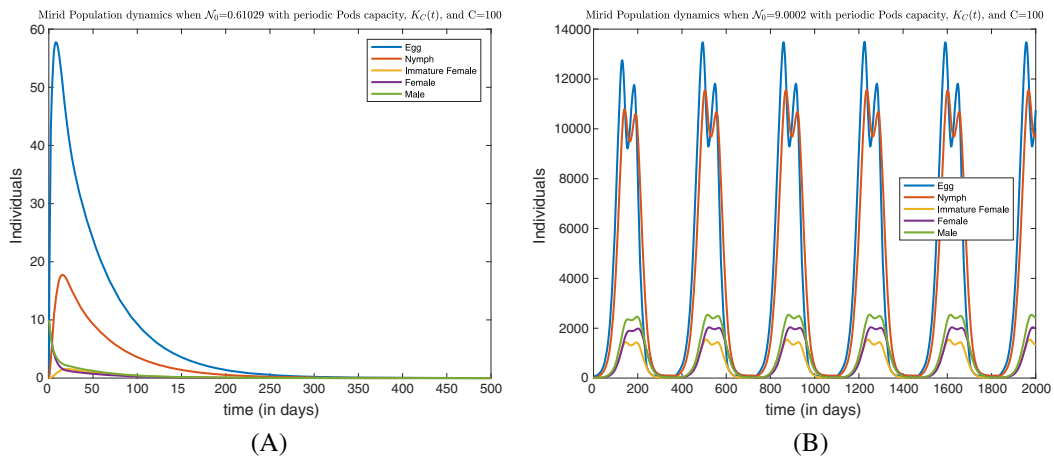 Mirid Population dynamics when 𝒩₀=0.61029 with periodic Pods capacity, K_C(t), and C=100
60
50
40
30
20
10
0
Individuals
Egg
Nymph
Immature Female
Female
Male
0 50 100 15 200 250 300 350 400 450 500
time (in days)
(A)
Mirid Population dynamics when 𝒩₀=9.0002 with periodic Pods capacity, K_C(t), and C=100
14000
12000
10000
8000
6000
4000
2000
0
Individuals
Egg
Nymph
Immature Female
Female
Male
0 200 400 600 800 1000 1200 1400 1600 1800 2000
time (in days)
(B)